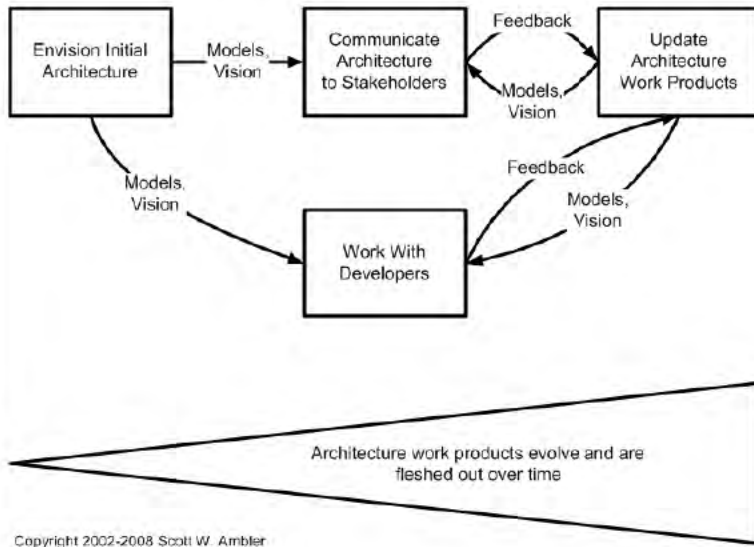 Envision Initial
Architecture
Models,
Vision
Communicate
Architecture
to Stakeholders
Feedback
Models,
Vision
Update
Architecture
Work Products
Models,
Vision
Feedback
Models,
Vision
Work With
Developers
Architecture work products evolve and are
fleshed out over time
Copyright 2002-2008 Scott W. Ambler